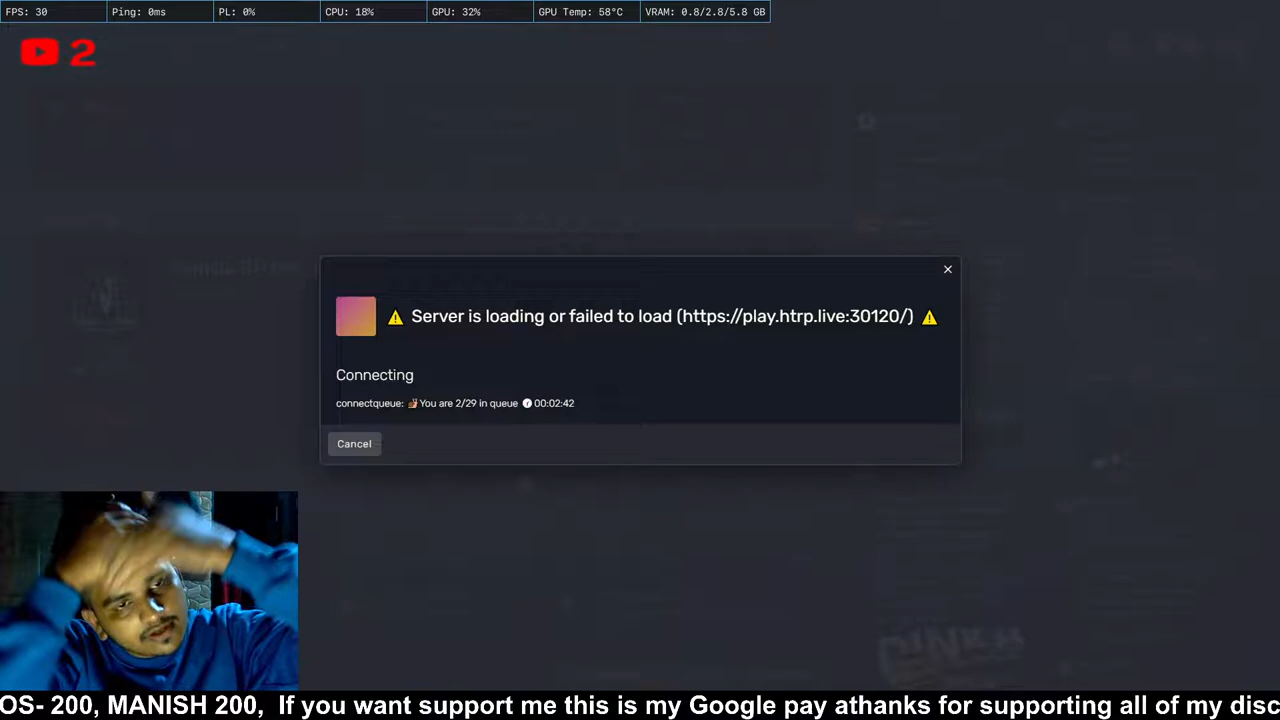 FPS: 30 Ping: 0ms PL: 0% CPU: 18% GPU: 32% GPU Temp: 58°C VRAM: 0.8/2.8/5.8 GB
2
⚠️ Server is loading or failed to load (https://play.htrp.live:30120/) ⚠️
Connecting
connectqueue: You are 2/29 in queue 00:02:42
Cancel
OS- 200, MANISH 200, If you want support me this is my Google pay athanks for supporting all of my disc